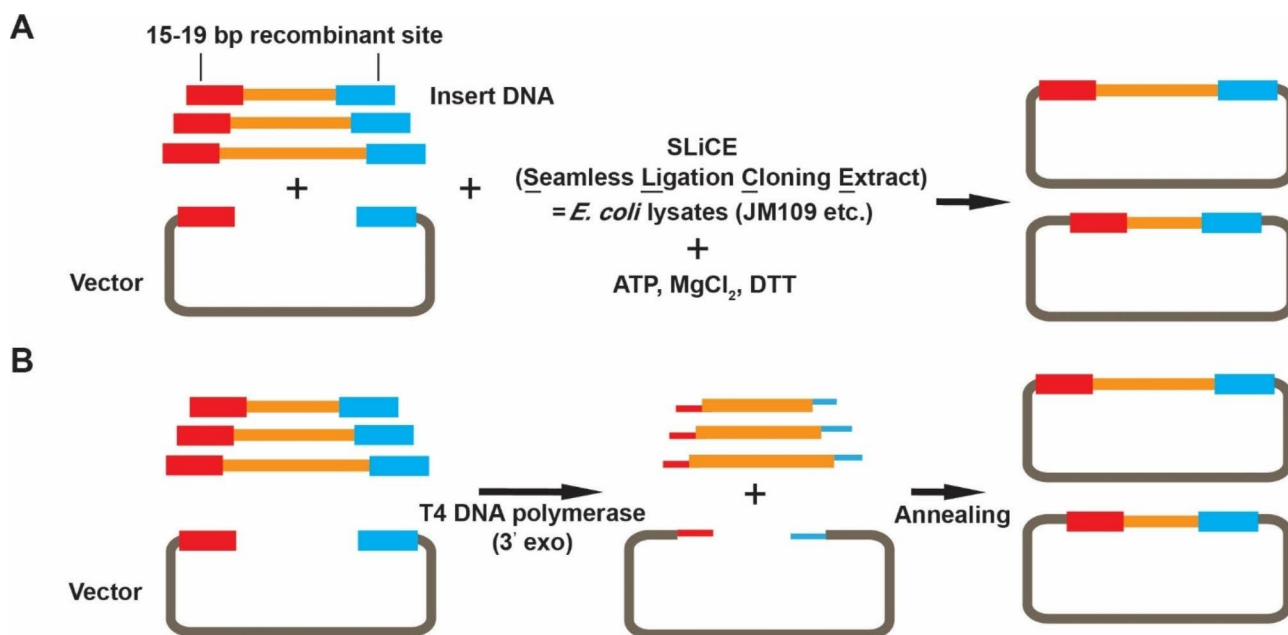 A
15-19 bp recombinant site
Insert DNA
+
+
SLiCE
(Seamless Ligation Cloning Extract)
= E. coli lysates (JM109 etc.)
+
ATP, MgCl₂, DTT
Vector
B
T4 DNA polymerase
(3' exo)
+
Annealing
Vector